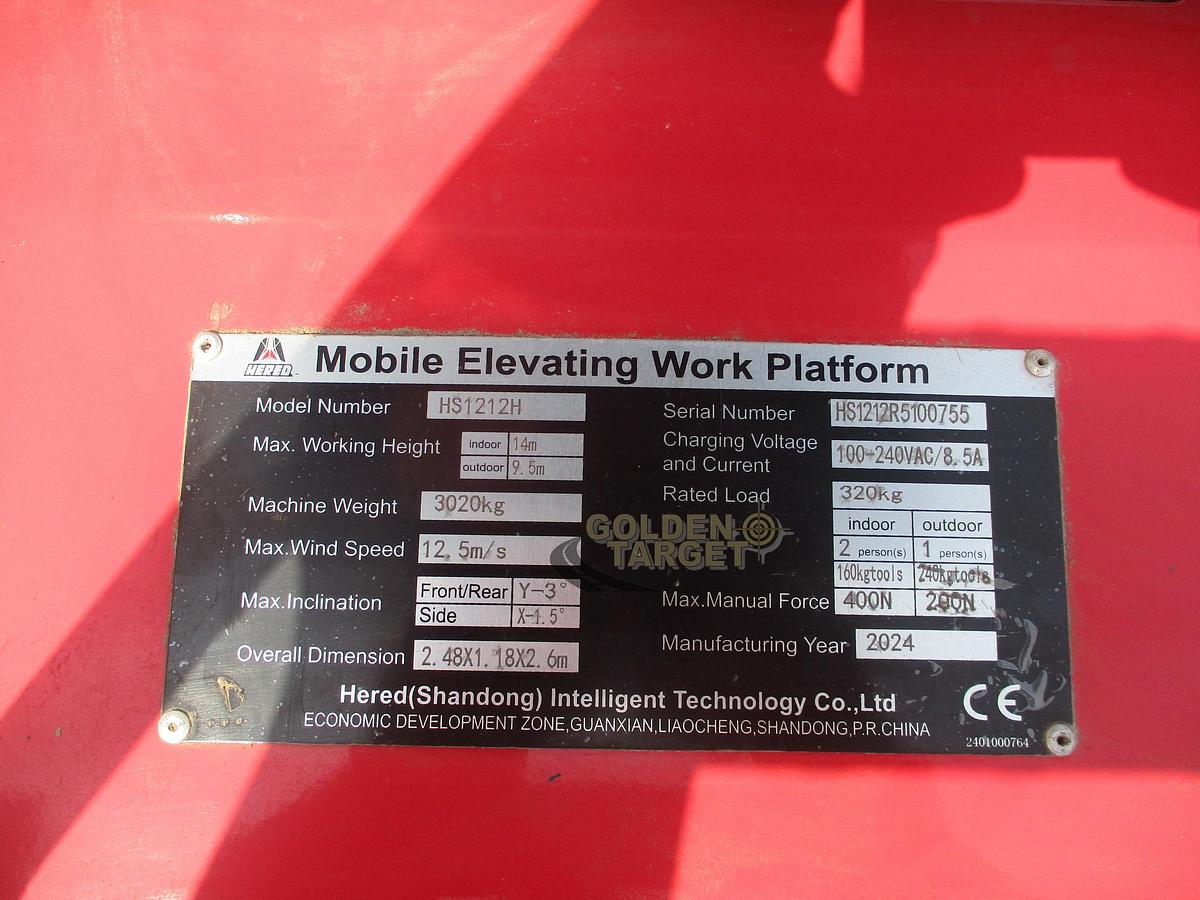 HERED
Mobile Elevating Work Platform
Model Number HS1212H
Max. Working Height indoor 14m
outdoor 9.5m
Machine Weight 3020kg
Max.Wind Speed 12.5m/s
Max.Inclination Front/Rear Y-3°
Side X-1.5°
Overall Dimension 2.48X1.18X2.6m
Serial Number HS1212R5100755
Charging Voltage
and Current 100-240VAC/8.5A
Rated Load 320kg
indoor outdoor
2 person(s) 1 person(s)
160kgtools 240kgtools
Max.Manual Force 400N 200N
Manufacturing Year 2024
GOLDEN
TARGET
Hered(Shandong) Intelligent Technology Co.,Ltd
ECONOMIC DEVELOPMENT ZONE,GUANXIAN,LIAOCHENG,SHANDONG,P.R.CHINA
CE
2401000764